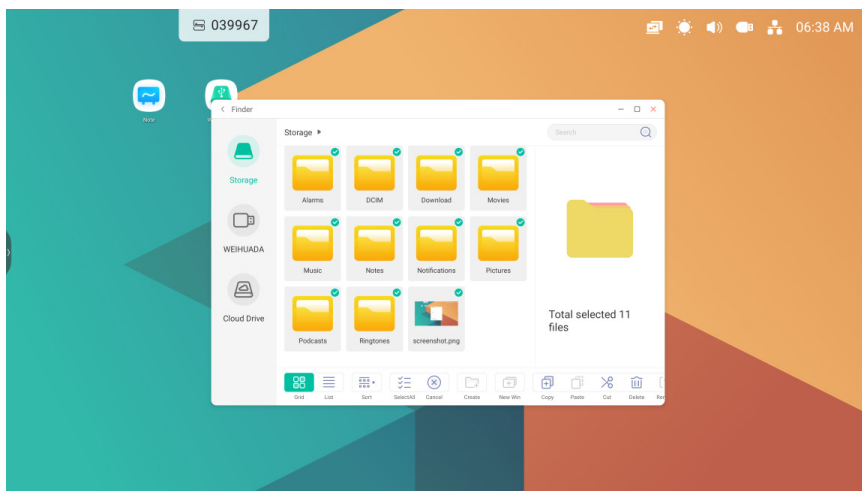 039967
06:38 AM
Note
Finder
Storage
Search
Storage
WEIHUADA
Cloud Drive
Alarms
DCIM
Download
Movies
Music
Notes
Notifications
Pictures
Podcasts
Ringtones
screenshot.png
Total selected 11
files
Grid
List
Sort
SelectAll
Cancel
Create
New Win
Copy
Paste
Cut
Delete